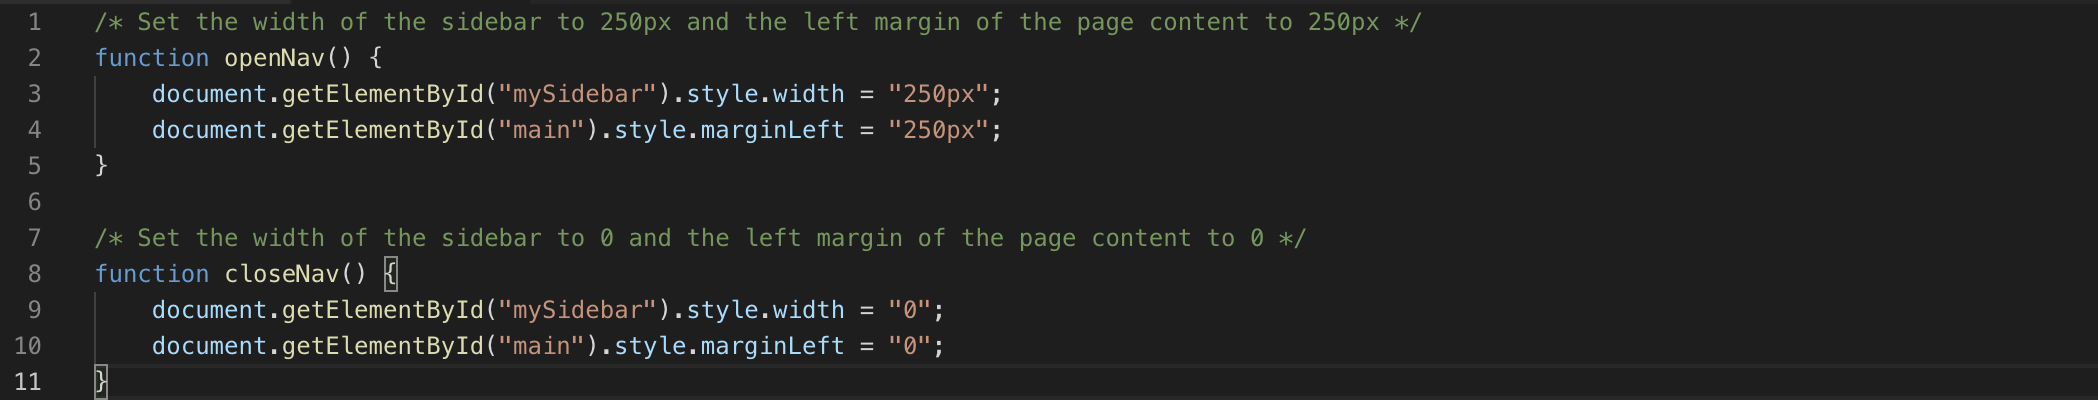 1 /* Set the width of the sidebar to 250px and the left margin of the page content to 250px */
2 function openNav() {
3     document.getElementById("mySidebar").style.width = "250px";
4     document.getElementById("main").style.marginLeft = "250px";
5 }
6
7 /* Set the width of the sidebar to 0 and the left margin of the page content to 0 */
8 function closeNav() {
9     document.getElementById("mySidebar").style.width = "0";
10     document.getElementById("main").style.marginLeft = "0";
11 }